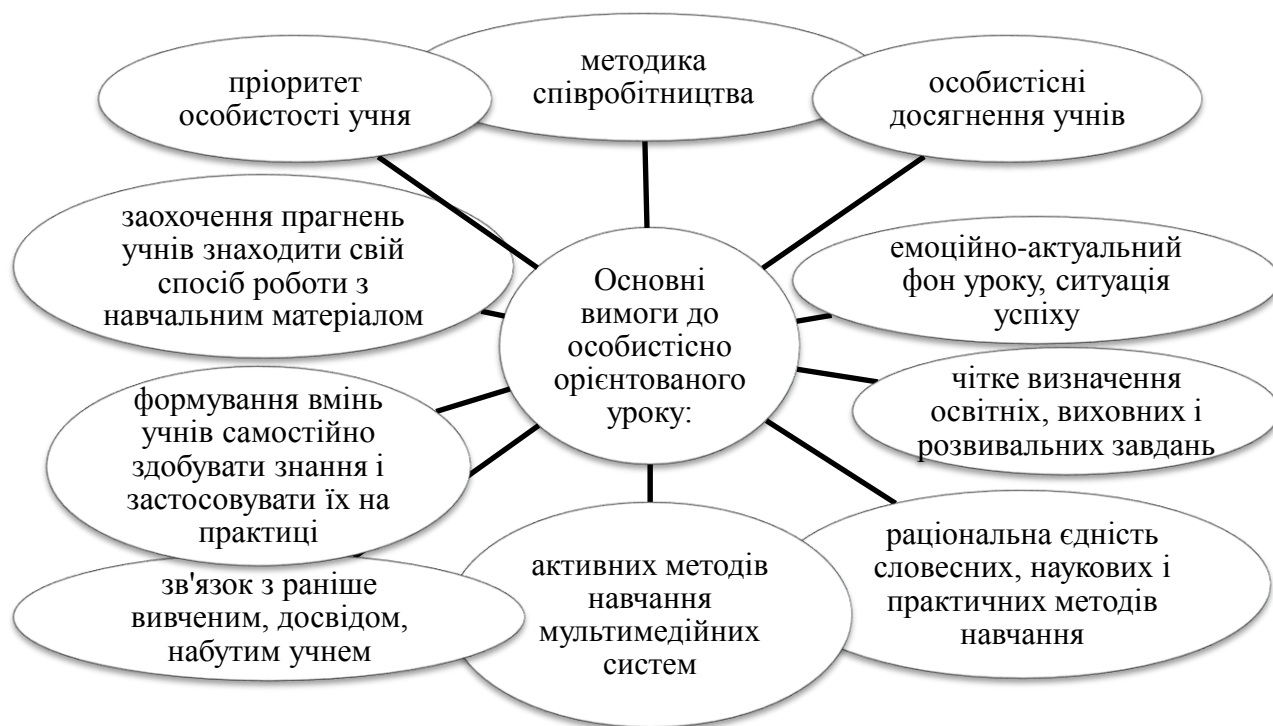 пріоритет
особистості учня
методика
співробітництва
особистісні
досягнення учнів
заохочення прагнень
учнів знаходити свій
спосіб роботи з
навчальним матеріалом
Основні
вимоги до
особистісно
орієнтованого
уроку:
емоційно-актуальний
фон уроку, ситуація
успіху
чітке визначення
освітніх, виховних і
розвивальних завдань
формування вмінь
учнів самостійно
здобувати знання і
застосовувати їх на
практиці
раціональна єдність
словесних, наукових і
практичних методів
навчання
активних методів
навчання
мультимедійних
систем
зв'язок з раніше
вивченим, досвідом,
набутим учнем